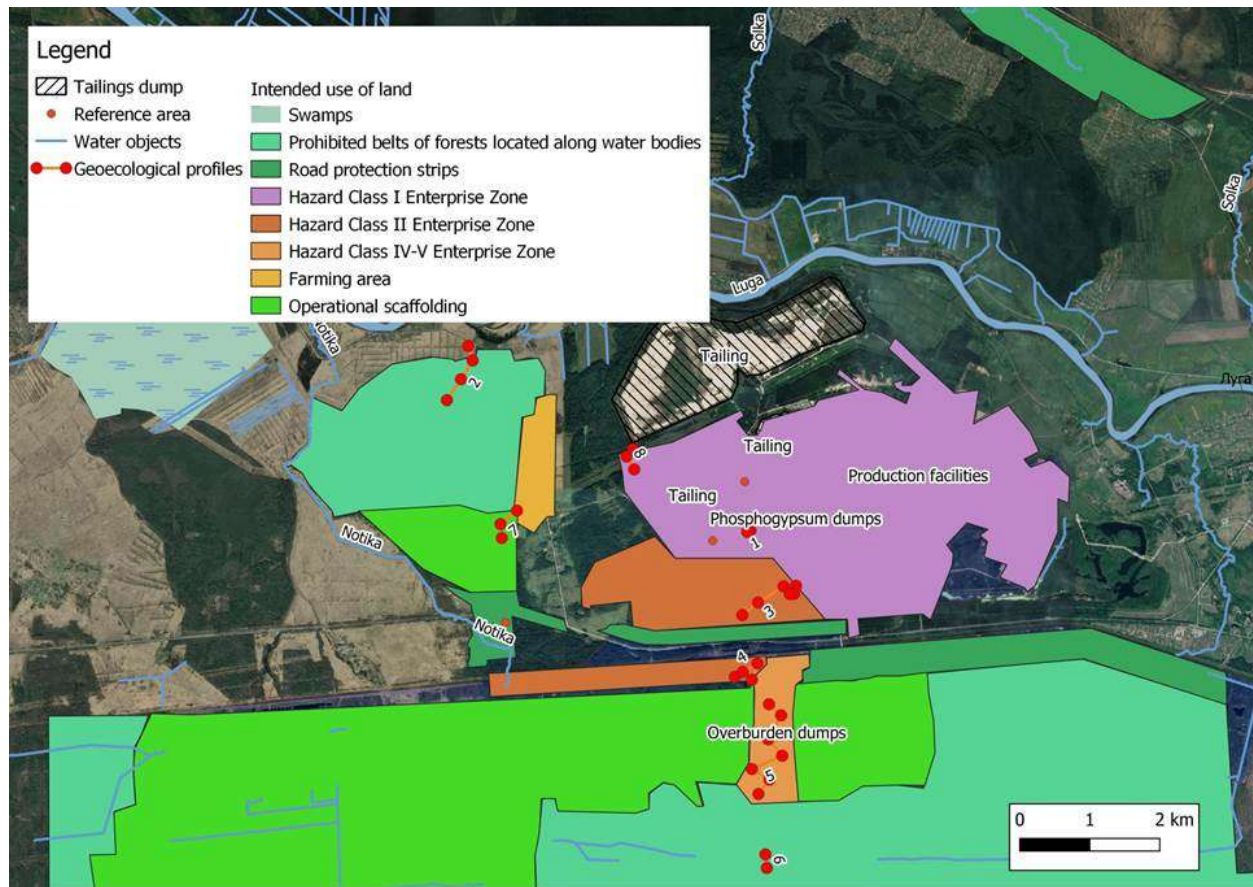 Legend
Tailings dump
Reference area
Water objects
Geoecological profiles
Intended use of land
Swamps
Prohibited belts of forests located along water bodies
Road protection strips
Hazard Class I Enterprise Zone
Hazard Class II Enterprise Zone
Hazard Class IV-V Enterprise Zone
Farming area
Operational scaffolding
Solka
Solka
Luga
Луга
Notika
Tailing
2
8
Tailing
Production facilities
Tailing
Phosphogypsum dumps
7
1
Notika
3
Notika
4
Overburden dumps
5
6
0 1 2 km